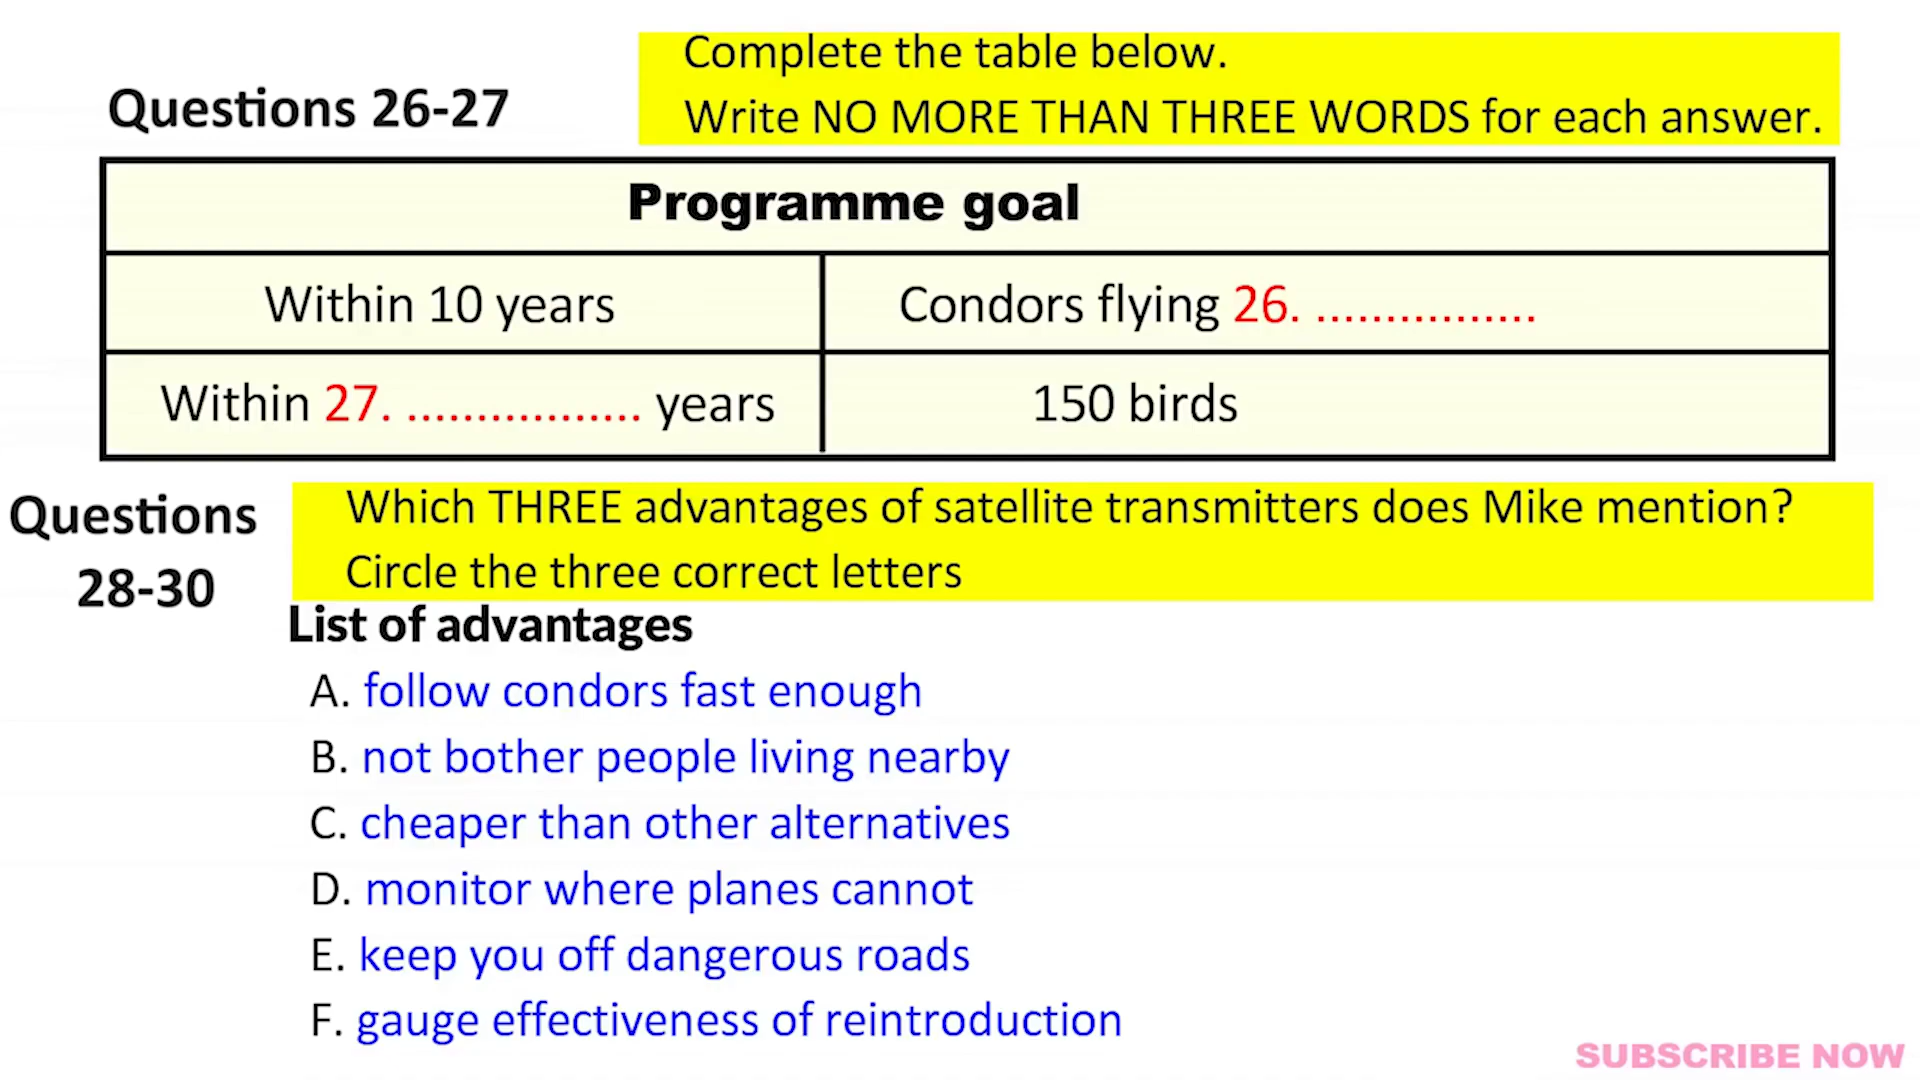 Complete the table below.
Questions 26-27
Write NO MORE THAN THREE WORDS for each answer.
Programme goal
Within 10 years
Condors flying 26. ................
Within 27. ................. years
150 birds
Questions
28-30
Which THREE advantages of satellite transmitters does Mike mention?
Circle the three correct letters
List of advantages
A. follow condors fast enough
B. not bother people living nearby
C. cheaper than other alternatives
D. monitor where planes cannot
E. keep you off dangerous roads
F. gauge effectiveness of reintroduction
SUBSCRIBE NOW